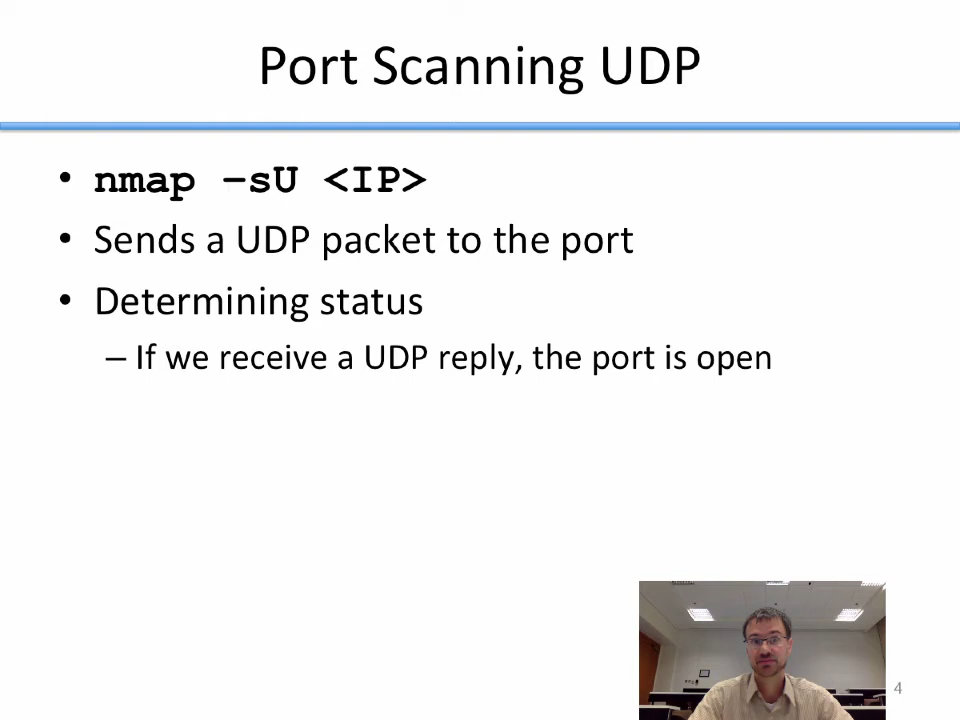 Port Scanning UDP
• nmap –sU <IP>
• Sends a UDP packet to the port
• Determining status
– If we receive a UDP reply, the port is open
4